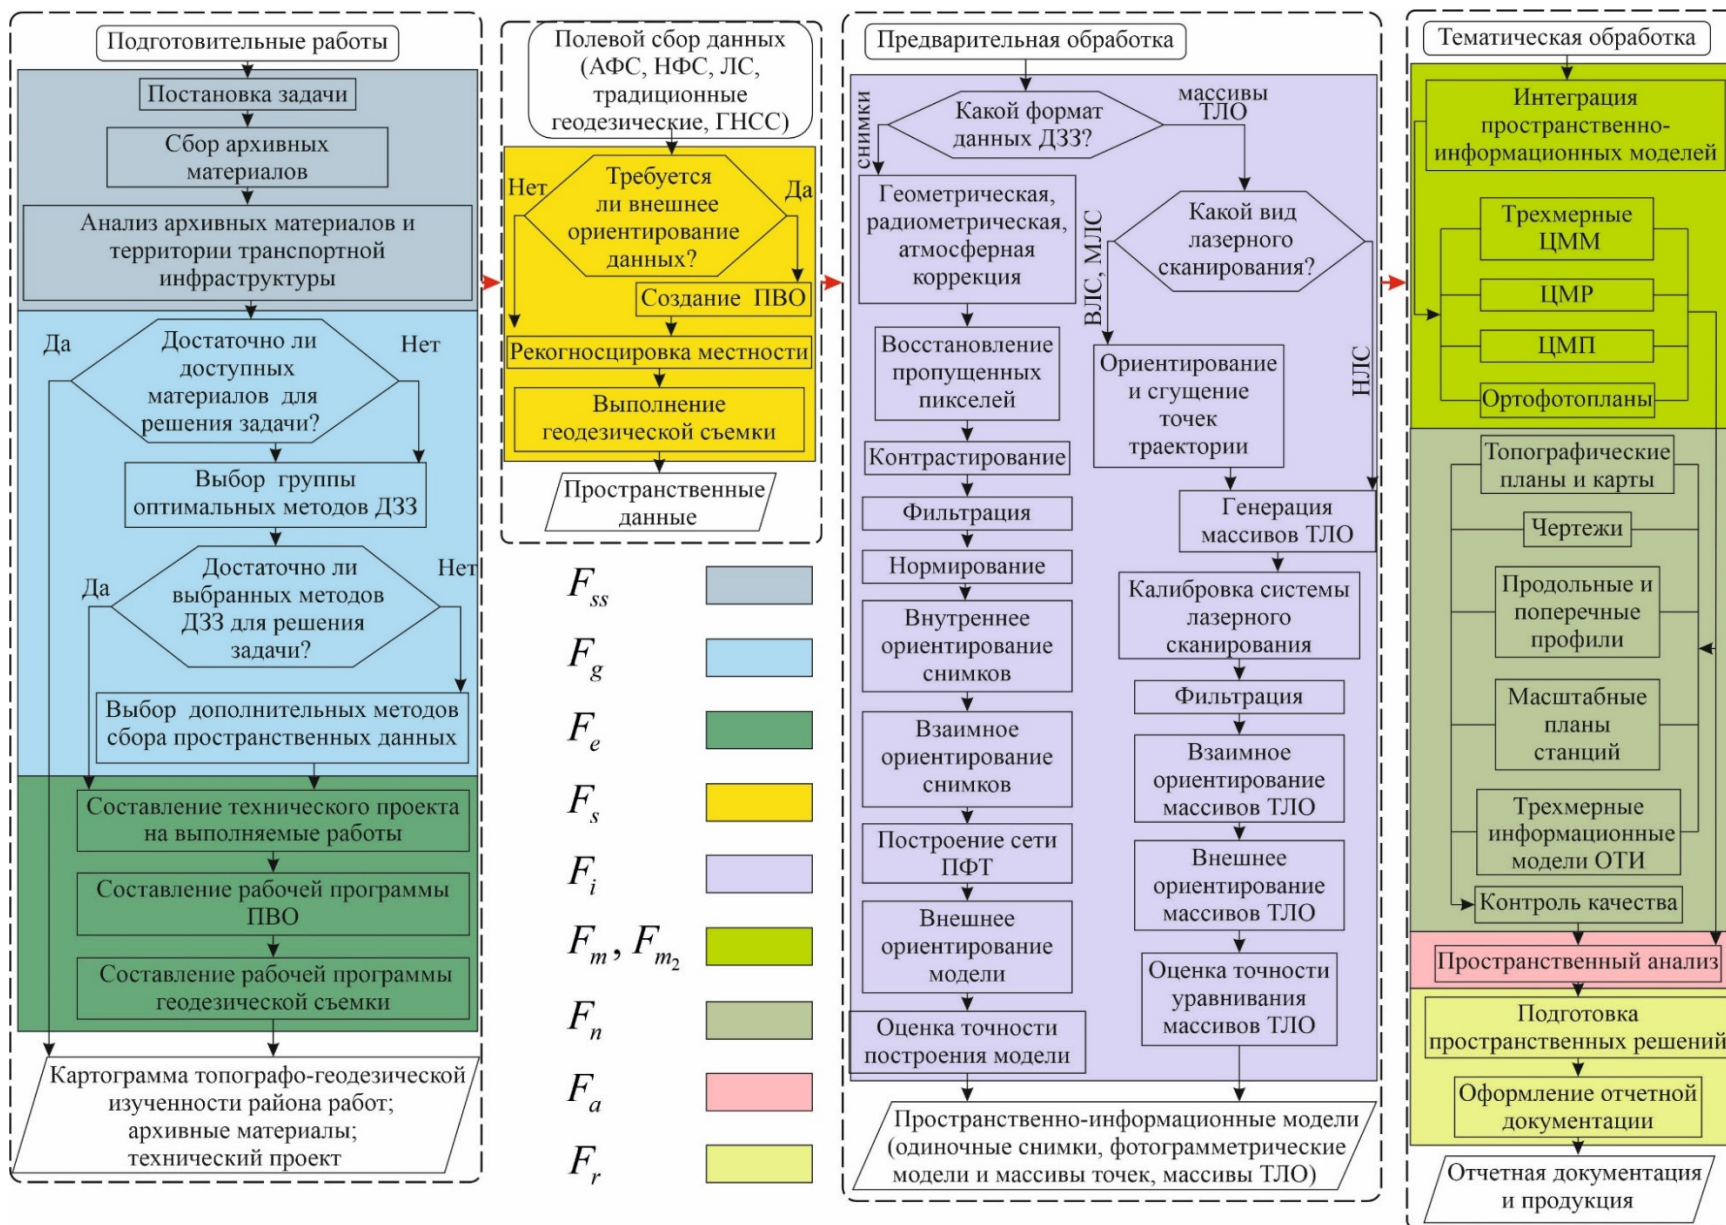 Подготовительные работы
Постановка задачи
Сбор архивных
материалов
Анализ архивных материалов и
территории транспортной
инфраструктуры
Да
Достаточно ли
доступных
материалов для
решения задачи?
Нет
Выбор группы
оптимальных методов ДЗЗ
Да
Достаточно ли
выбранных методов
ДЗЗ для решения
задачи?
Нет
Выбор дополнительных методов
сбора пространственных данных
Составление технического проекта
на выполняемые работы
Составление рабочей программы
ПВО
Составление рабочей программы
геодезической съемки
Картограмма топографо-геодезической
изученности района работ;
архивные материалы;
технический проект
Полевой сбор данных
(АФС, НФС, ЛС,
традиционные
геодезические, ГНСС)
Нет
Требуется
ли внешнее
ориентирование
данных?
Да
Создание ПВО
Рекогносцировка местности
Выполнение
геодезической съемки
Пространственные
данные
F_ss
F_g
F_e
F_s
F_i
F_m, F_m2
F_n
F_a
F_r
Предварительная обработка
Какой формат
данных ДЗЗ?
снимки
массивы
ТЛО
Геометрическая,
радиометрическая,
атмосферная
коррекция
Восстановление
пропущенных
пикселей
Контрастирование
Фильтрация
Нормирование
Внутреннее
ориентирование
снимков
Взаимное
ориентирование
снимков
Построение сети
ПФТ
Внешнее
ориентирование
модели
Оценка точности
построения модели
Какой вид
лазерного
сканирования?
ВЛС, МЛС
НЛС
Ориентирование
и сгущение
точек
траектории
Генерация
массивов ТЛО
Калибровка системы
лазерного
сканирования
Фильтрация
Взаимное
ориентирование
массивов ТЛО
Внешнее
ориентирование
массивов ТЛО
Оценка точности
уравнивания
массивов ТЛО
Пространственно-информационные модели
(одиночные снимки, фотограмметрические
модели и массивы точек, массивы ТЛО)
Тематическая обработка
Интеграция
пространственно-
информационных моделей
Трехмерные
ЦММ
ЦМР
ЦМП
Ортофотопланы
Топографические
планы и карты
Чертежи
Продольные и
поперечные
профили
Масштабные
планы
станций
Трехмерные
информационные
модели ОТИ
Контроль качества
Пространственный анализ
Подготовка
пространственных решений
Оформление отчетной
документации
Отчетная документация
и продукция